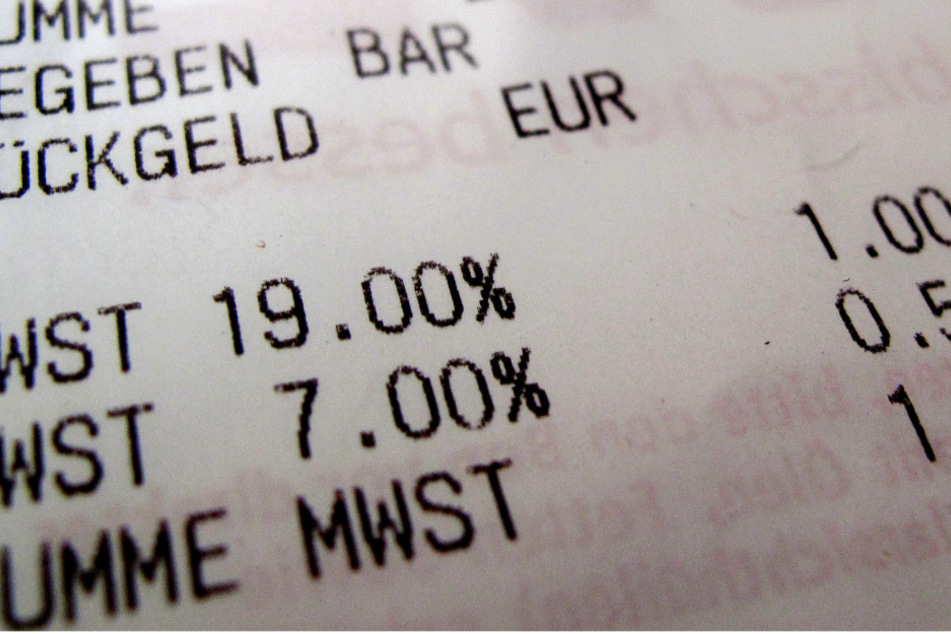 UMME
EGEBEN BAR
ÜCKGELD EUR
WST 19.00% 1.00
WST 7.00% 0.5
UMME MWST 1